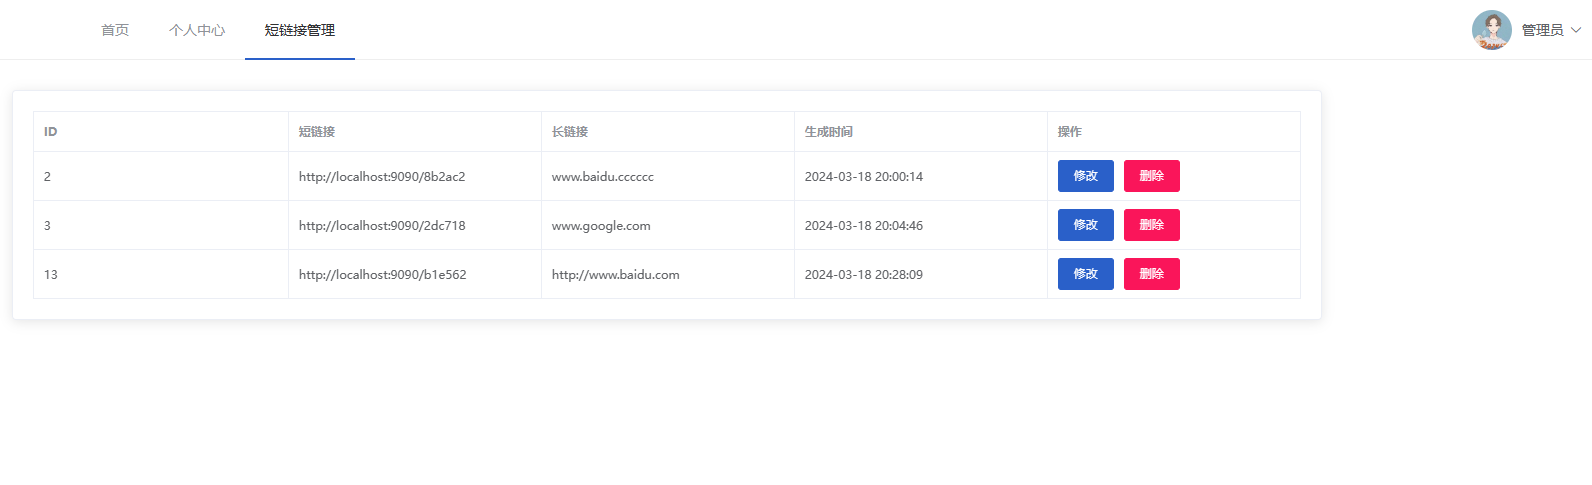 首页 个人中心 短链接管理 管理员
ID 短链接 长链接 生成时间 操作
2 http://localhost:9090/8b2ac2 www.baidu.cccccc 2024-03-18 20:00:14 修改 删除
3 http://localhost:9090/2dc718 www.google.com 2024-03-18 20:04:46 修改 删除
13 http://localhost:9090/b1e562 http://www.baidu.com 2024-03-18 20:28:09 修改 删除